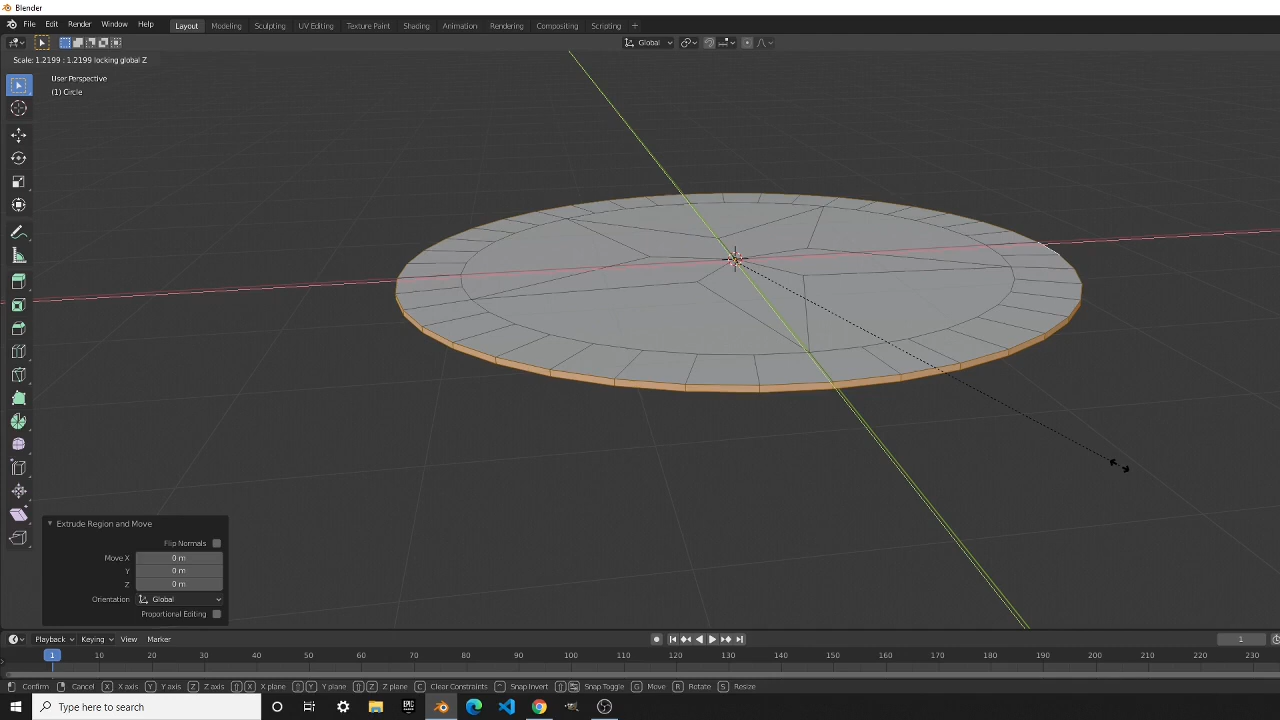 Blender
File Edit Render Window Help Layout Modeling Sculpting UV Editing Texture Paint Shading Animation Rendering Compositing Scripting +
Global
Scale: 1.2199 : 1.2199 locking global Z
User Perspective
(1) Circle
Extrude Region and Move
Flip Normals
Move X 0 m
Y 0 m
Z 0 m
Orientation Global
Proportional Editing
Playback Keying View Marker 1
1 10 20 30 40 50 60 70 80 90 100 110 120 130 140 150 160 170 180 190 200 210 220 230
Confirm Cancel X X axis Y Y axis Z Z axis X X plane Y Y plane Z Z plane C Clear Constraints Snap Invert Snap Toggle G Move R Rotate S Resize
Type here to search
EPIC